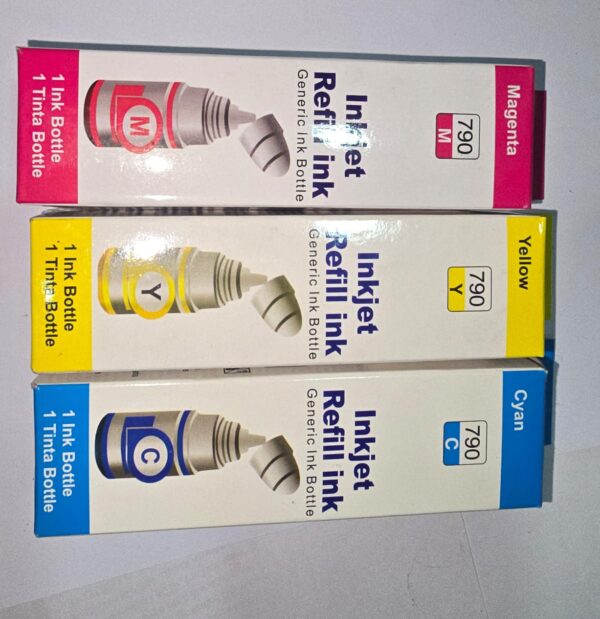 Magenta
790
M
Inkjet
Refill ink
Generic Ink Bottle
M
1 Ink Bottle
1 Tinta Bottle
Yellow
790
Y
Inkjet
Refill ink
Generic Ink Bottle
Y
1 Ink Bottle
1 Tinta Bottle
Cyan
790
C
Inkjet
Refill ink
Generic Ink Bottle
C
1 Ink Bottle
1 Tinta Bottle